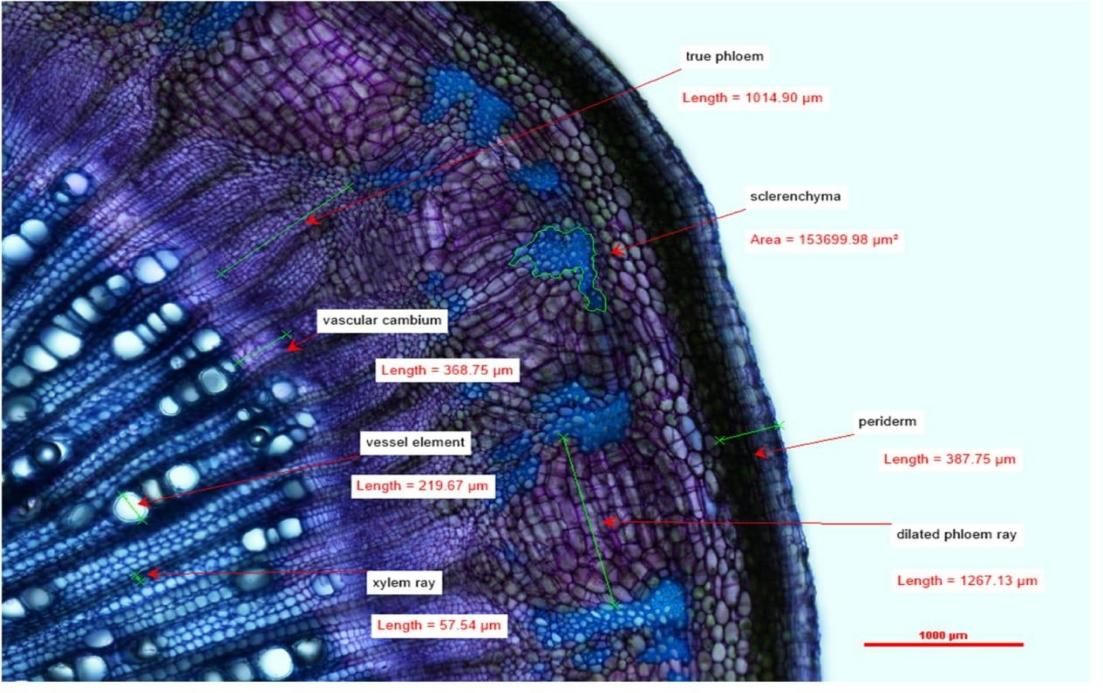 true phloem
Length = 1014.90 µm
sclerenchyma
Area = 153699.98 µm²
vascular cambium
Length = 368.75 µm
periderm
Length = 387.75 µm
vessel element
Length = 219.67 µm
dilated phloem ray
Length = 1267.13 µm
xylem ray
Length = 57.54 µm
1000 µm